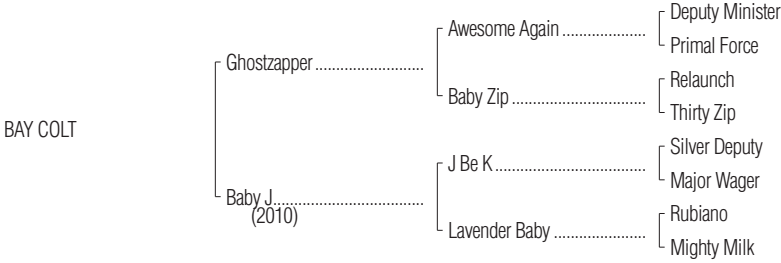 Deputy Minister
Awesome Again ....................
Primal Force
Ghostzapper ..........................
Relaunch
Baby Zip ................................
Thirty Zip
BAY COLT
Silver Deputy
J Be K....................................
Major Wager
Baby J....................................
(2010)
Rubiano
Lavender Baby ......................
Mighty Milk